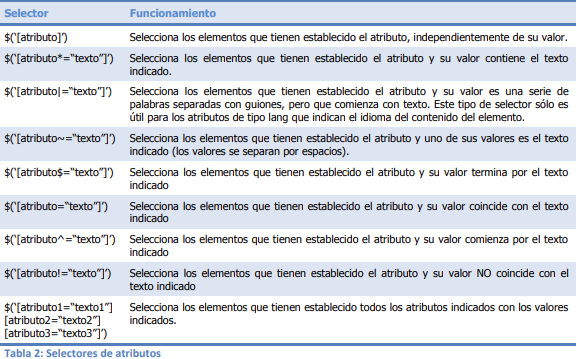 Selector Funcionamiento
$('[atributo]') Selecciona los elementos que tienen establecido el atributo, independientemente de su valor.
$('[atributo*=“texto”]') Selecciona los elementos que tienen establecido el atributo y su valor contiene el texto
indicado.
$('[atributo|=“texto”]') Selecciona los elementos que tienen establecido el atributo y su valor es una serie de
palabras separadas con guiones, pero que comienza con texto. Este tipo de selector sólo es
útil para los atributos de tipo lang que indican el idioma del contenido del elemento.
$('[atributo~=“texto”]') Selecciona los elementos que tienen establecido el atributo y uno de sus valores es el texto
indicado (los valores se separan por espacios).
$('[atributo$=“texto”]') Selecciona los elementos que tienen establecido el atributo y su valor termina por el texto
indicado
$('[atributo=“texto”]') Selecciona los elementos que tienen establecido el atributo y su valor coincide con el texto
indicado
$('[atributo^=“texto”]') Selecciona los elementos que tienen establecido el atributo y su valor comienza por el texto
indicado
$('[atributo!=“texto”]') Selecciona los elementos que tienen establecido el atributo y su valor NO coincide con el
texto indicado
$('[atributo1=“texto1”] Selecciona los elementos que tienen establecido todos los atributos indicados con los valores
[atributo2=“texto2”] indicados.
[atributo3=“texto3”]')
Tabla 2: Selectores de atributos